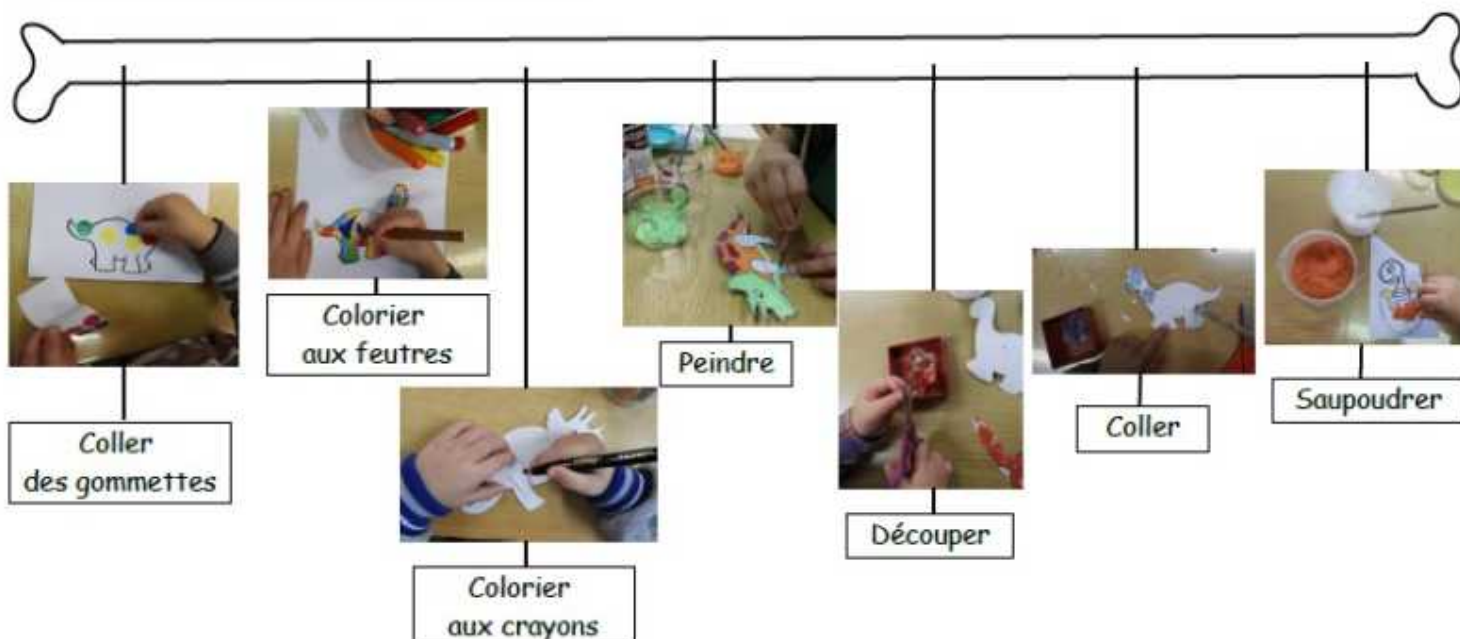 Coller
des gommettes
Colorier
aux feutres
Colorier
aux crayons
Peindre
Découper
Coller
Saupoudrer